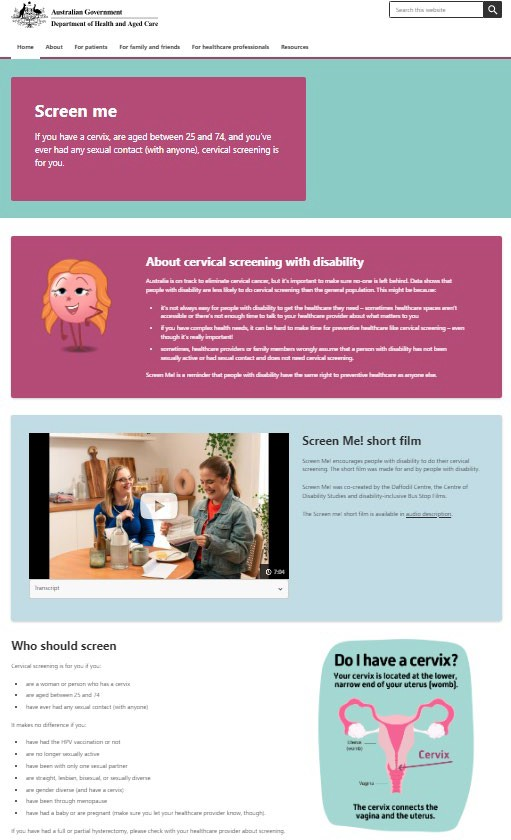 Australian Government
Department of Health and Aged Care
Search this website
Home About For patients For family and friends For healthcare professionals Resources
Screen me
If you have a cervix, are aged between 25 and 74, and you've
ever had any sexual contact (with anyone), cervical screening is
for you.
About cervical screening with disability
Australia is on track to eliminate cervical cancer, but it's important to make sure no-one is left behind. Data shows that
people with disability are less likely to do cervical screening than the general population. This might be because:
• it's not always easy for people with disability to get the healthcare they need – sometimes healthcare spaces aren't
accessible or there's not enough time to talk to your healthcare provider about what matters to you
• if you have complex health needs, it can be hard to make time for preventive healthcare like cervical screening – even
though it's really important!
• sometimes, healthcare providers or family members wrongly assume that a person with disability has not been
sexually active or had sexual contact and does not need cervical screening.
Screen Me! is a reminder that people with disability have the same right to preventive healthcare as anyone else.
7:04
transcript
Screen Me! short film
Screen Me! encourages people with disability to do their cervical
screening. The short film was made for and by people with disability.
Screen Me! was co-created by the Daffodil Centre, the Centre of
Disability Studies and disability-inclusive Bus Stop Films.
The Screen me! short film is available in audio description.
Who should screen
Cervical screening is for you if you:
• are a woman or person who has a cervix
• are aged between 25 and 74
• have ever had any sexual contact (with anyone)
It makes no difference if you:
• have had the HPV vaccination or not
• are no longer sexually active
• have been with only one sexual partner
• are straight, lesbian, bisexual, or sexually diverse
• are gender diverse (and have a cervix)
• have been through menopause
• have had a baby or are pregnant (make sure you let your healthcare provider know, though).
If you have had a full or partial hysterectomy, please check with your healthcare provider about screening.
Do I have a cervix?
Your cervix is located at the lower,
narrow end of your uterus (womb).
Uterus
(womb)
Cervix
Vagina
The cervix connects the
vagina and the uterus.